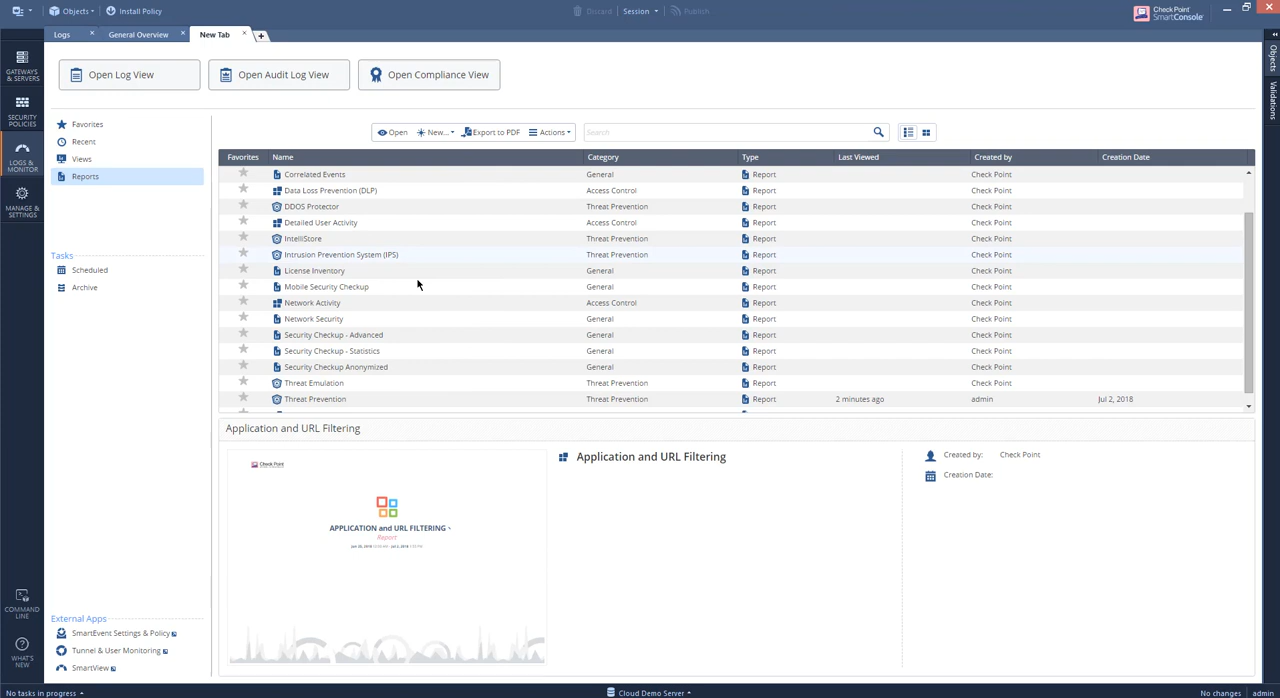 Objects
Install Policy
Discard
Session
Publish
Check Point
SmartConsole
Logs
General Overview
New Tab
GATEWAYS
& SERVERS
SECURITY
POLICIES
LOGS &
MONITOR
MANAGE &
SETTINGS
COMMAND
LINE
WHAT'S
NEW
Objects
Validations
Open Log View
Open Audit Log View
Open Compliance View
Favorites
Recent
Views
Reports
Tasks
Scheduled
Archive
External Apps
SmartEvent Settings & Policy
Tunnel & User Monitoring
SmartView
Open New... Export to PDF Actions
Search
Favorites Name Category Type Last Viewed Created by Creation Date
Correlated Events General Report Check Point
Data Loss Prevention (DLP) Access Control Report Check Point
DDOS Protector Threat Prevention Report Check Point
Detailed User Activity Access Control Report Check Point
IntelliStore Threat Prevention Report Check Point
Intrusion Prevention System (IPS) Threat Prevention Report Check Point
License Inventory General Report Check Point
Mobile Security Checkup General Report Check Point
Network Activity Access Control Report Check Point
Network Security General Report Check Point
Security Checkup - Advanced General Report Check Point
Security Checkup - Statistics General Report Check Point
Security Checkup Anonymized General Report Check Point
Threat Emulation Threat Prevention Report Check Point
Threat Prevention Threat Prevention Report 2 minutes ago admin Jul 2, 2018
Application and URL Filtering
Check Point
APPLICATION and URL FILTERING
Report
Application and URL Filtering
Created by: Check Point
Creation Date:
No tasks in progress
Cloud Demo Server
No changes
admin